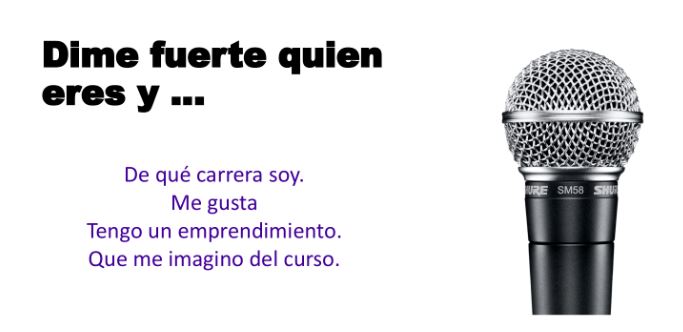 Dime fuerte quien
eres y ...
De qué carrera soy.
Me gusta
Tengo un emprendimiento.
Que me imagino del curso.
SHURE SM58 SHURE